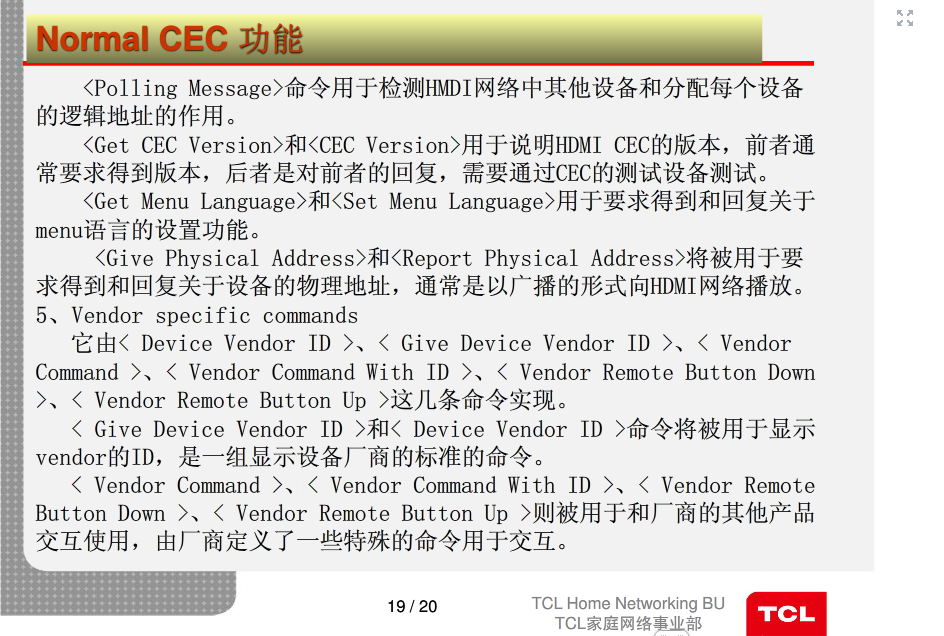 Normal CEC 功能
<Polling Message>命令用于检测HMDI网络中其他设备和分配每个设备
的逻辑地址的作用。
<Get CEC Version>和<CEC Version>用于说明HDMI CEC的版本，前者通
常要求得到版本，后者是对前者的回复，需要通过CEC的测试设备测试。
<Get Menu Language>和<Set Menu Language>用于要求得到和回复关于
menu语言的设置功能。
<Give Physical Address>和<Report Physical Address>将被用于要
求得到和回复关于设备的物理地址，通常是以广播的形式向HDMI网络播放。
5、Vendor specific commands
它由< Device Vendor ID >、< Give Device Vendor ID >、< Vendor
Command >、< Vendor Command With ID >、< Vendor Remote Button Down
>、< Vendor Remote Button Up >这几条命令实现。
< Give Device Vendor ID >和< Device Vendor ID >命令将被用于显示
vendor的ID，是一组显示设备厂商的标准的命令。
< Vendor Command >、< Vendor Command With ID >、< Vendor Remote
Button Down >、< Vendor Remote Button Up >则被用于和厂商的其他产品
交互使用，由厂商定义了一些特殊的命令用于交互。
19 / 20
TCL Home Networking BU
TCL家庭网络事业部
TCL